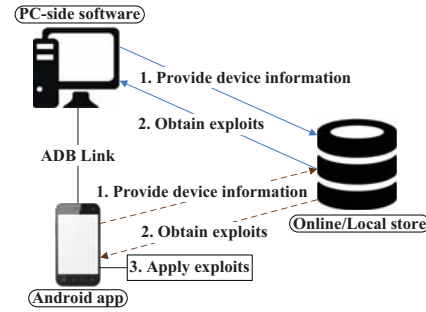 PC-side software
1. Provide device information
2. Obtain exploits
ADB Link
1. Provide device information
Online/Local store
2. Obtain exploits
3. Apply exploits
Android app